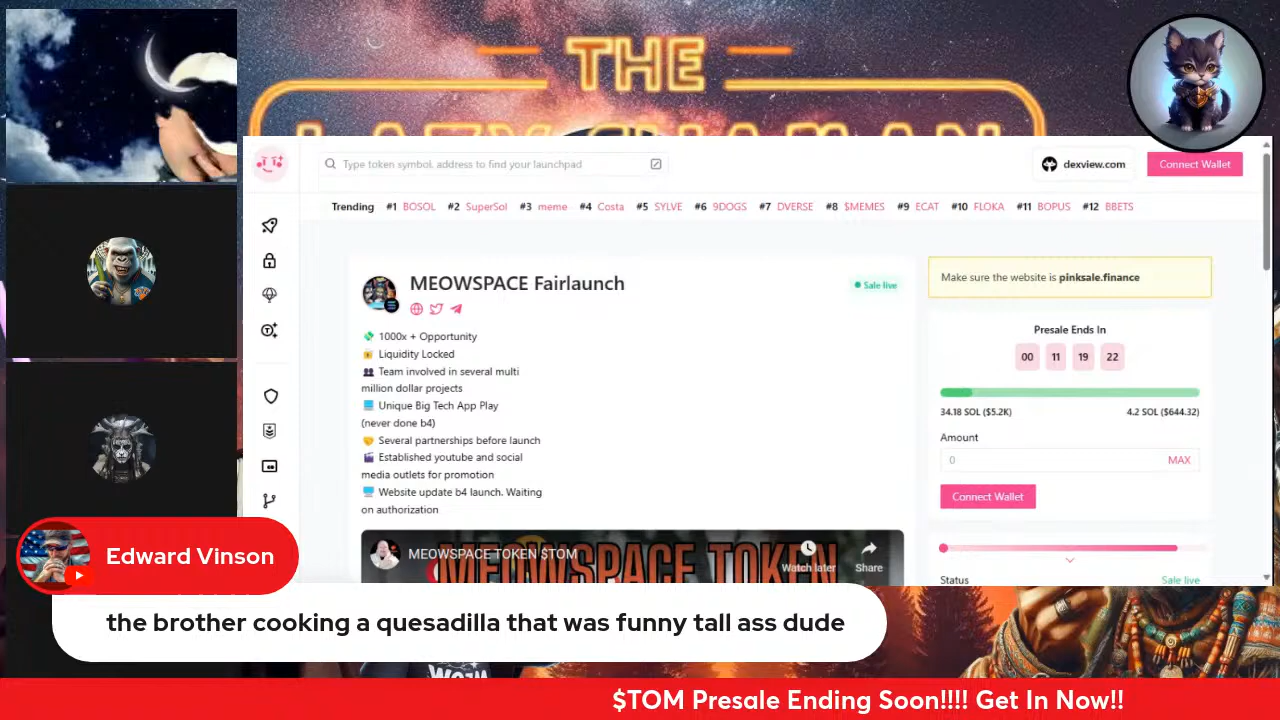 THE
Type token symbol, address to find your launchpad
dexview.com
Connect Wallet
Trending #1 BOSOL #2 SuperSol #3 meme #4 Costa #5 SYLVE #6 9DOGS #7 DVERSE #8 $MEMES #9 ECAT #10 FLOKA #11 BOPUS #12 BBETS
MEOWSPACE Fairlaunch
Sale live
💸 1000x + Opportunity
🔒 Liquidity Locked
👥 Team involved in several multi
million dollar projects
Unique Big Tech App Play
(never done b4)
🤝 Several partnerships before launch
🎬 Established youtube and social
media outlets for promotion
🖥️ Website update b4 launch. Waiting
on authorization
MEOWSPACE TOKEN $TOM
MEOWSPACE TOKEN
Watch later
Share
Make sure the website is pinksale.finance
Presale Ends In
00 11 19 22
34.18 SOL ($5.2K) 4.2 SOL ($644.32)
Amount
0 MAX
Connect Wallet
Status Sale live
Edward Vinson
the brother cooking a quesadilla that was funny tall ass dude
$TOM Presale Ending Soon!!!! Get In Now!!